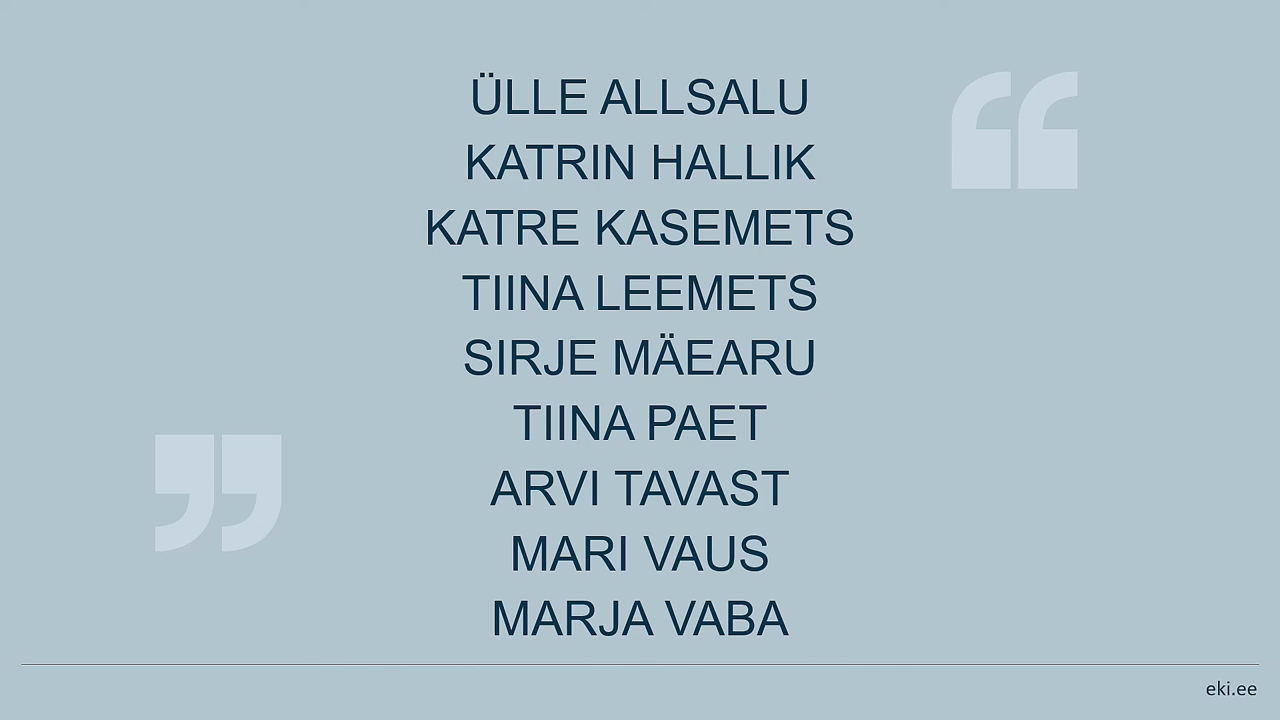 ÜLLE ALLSALU
KATRIN HALLIK
KATRE KASEMETS
TIINA LEEMETS
SIRJE MÄEARU
TIINA PAET
ARVI TAVAST
MARI VAUS
MARJA VABA
eki.ee